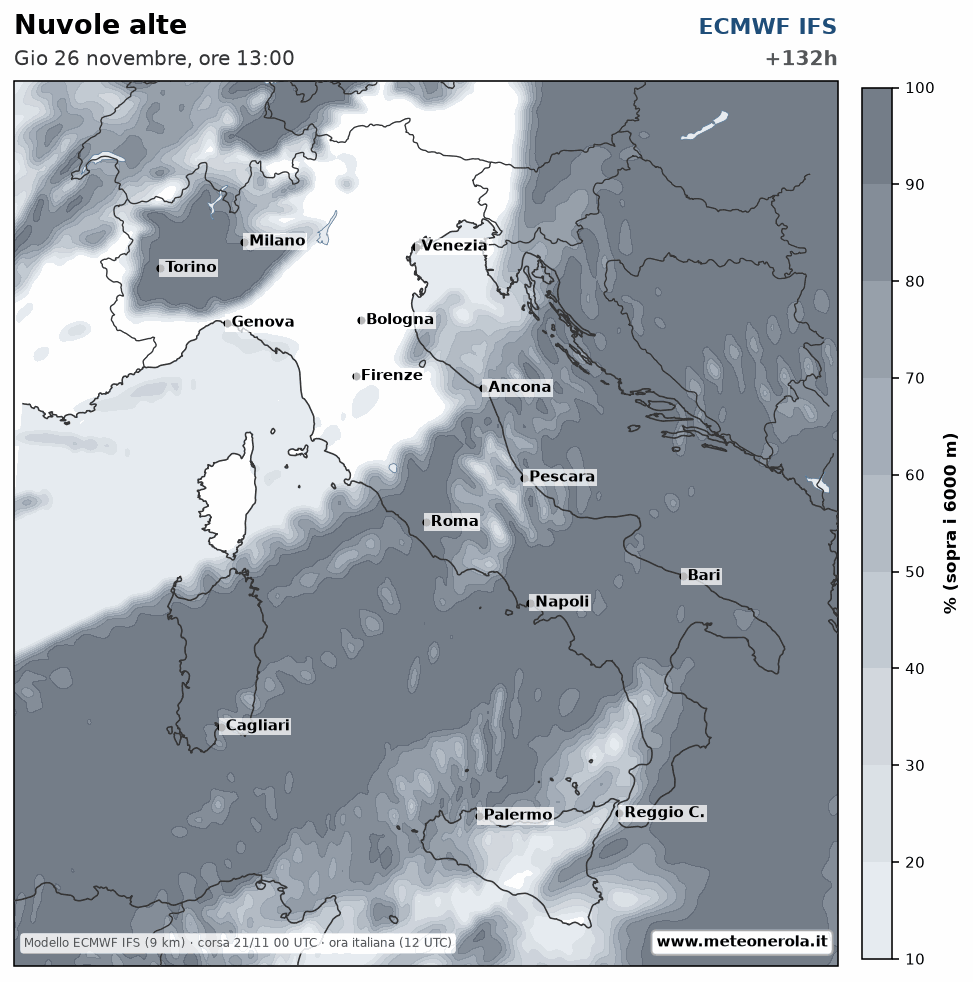 Nuvole alte
ECMWF IFS
Gio 26 novembre, ore 13:00
+132h
Milano
Venezia
Torino
Genova
Bologna
Firenze
Ancona
Pescara
Roma
Bari
Napoli
Cagliari
Palermo
Reggio C.
100
90
80
70
60
50
40
30
20
10
% (sopra i 6000 m)
Modello ECMWF IFS (9 km) · corsa 21/11 00 UTC · ora italiana (12 UTC)
www.meteonerola.it